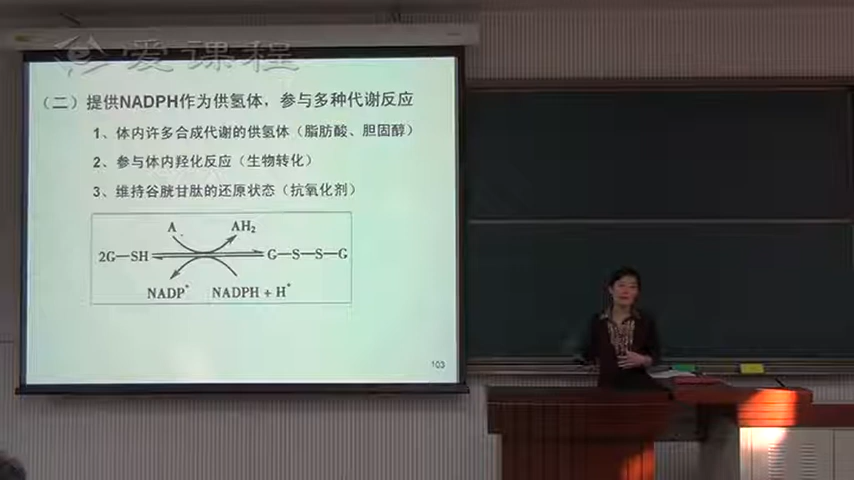 爱课程
（二）提供NADPH作为供氢体，参与多种代谢反应
1、体内许多合成代谢的供氢体（脂肪酸、胆固醇）
2、参与体内羟化反应（生物转化）
3、维持谷胱甘肽的还原状态（抗氧化剂）
A AH₂
2G—SH G—S—S—G
NADP⁺ NADPH + H⁺
103